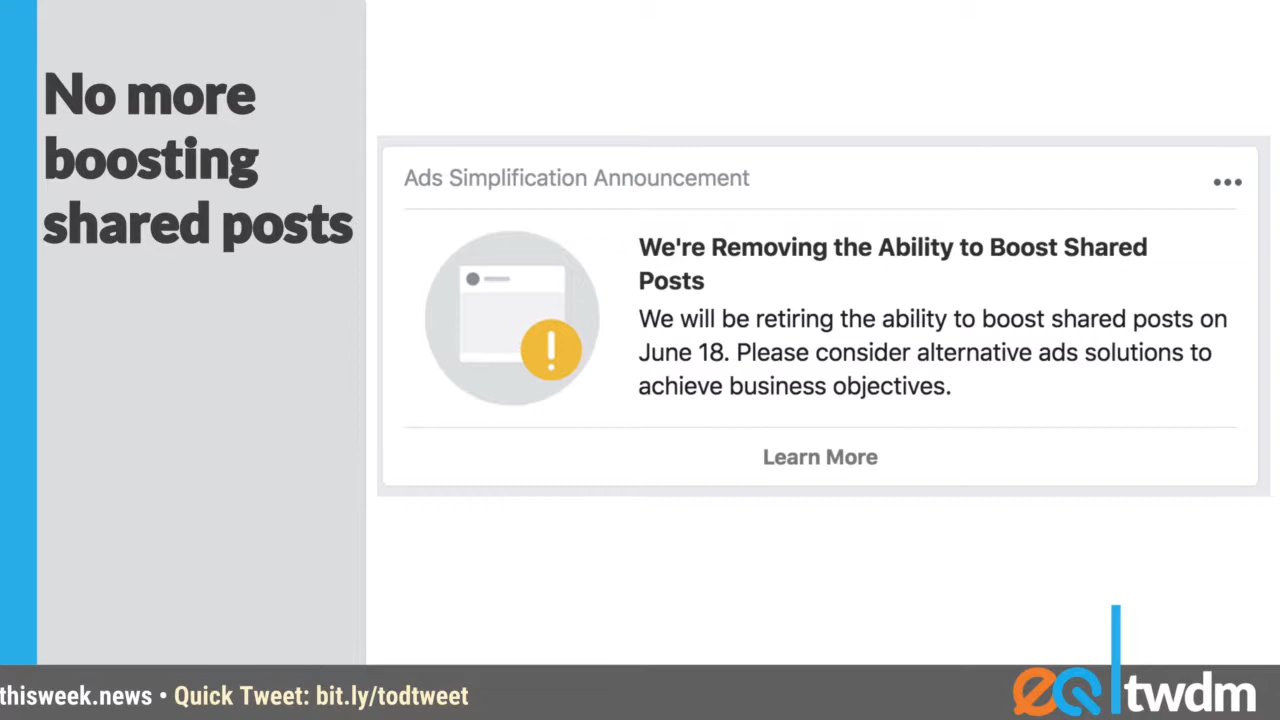 No more
boosting
shared posts
Ads Simplification Announcement
We're Removing the Ability to Boost Shared
Posts
We will be retiring the ability to boost shared posts on
June 18. Please consider alternative ads solutions to
achieve business objectives.
Learn More
thisweek.news • Quick Tweet: bit.ly/todtweet
eq twdm